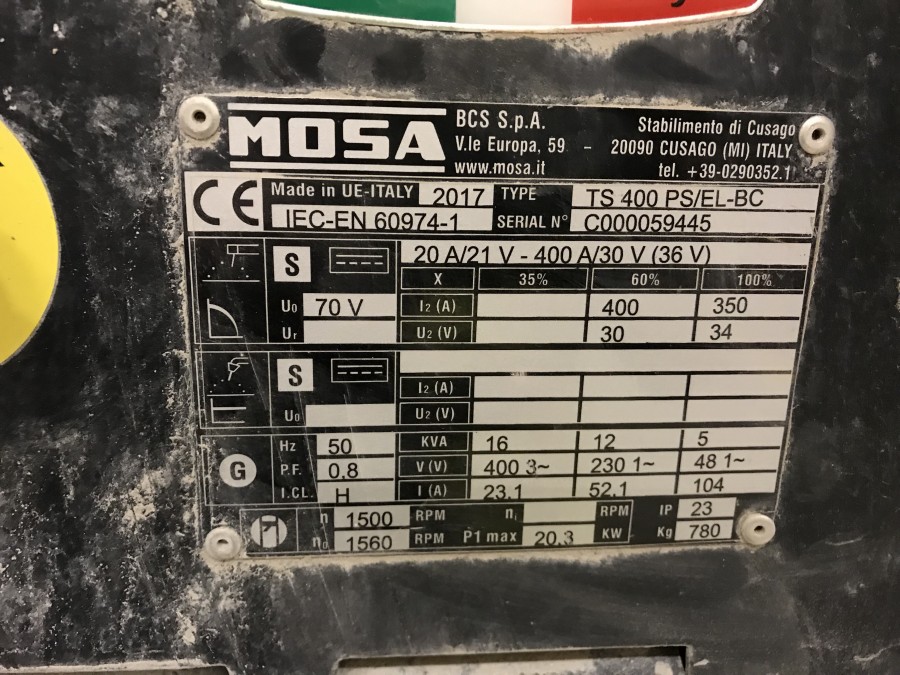 MOSA
BCS S.p.A.
V.le Europa, 59 - 
www.mosa.it
Stabilimento di Cusago
20090 CUSAGO (MI) ITALY
tel. +39-0290352.1
CE Made in UE-ITALY 2017 TYPE TS 400 PS/EL-BC
IEC-EN 60974-1 SERIAL N° C000059445
S 20 A/21 V - 400 A/30 V (36 V)
X 35% 60% 100%
U0 70 V I2 (A) 400 350
Ur U2 (V) 30 34
S
I2 (A)
U0 U2 (V)
G
Hz 50 KVA 16 12 5
P.F. 0.8 V (V) 400 3~ 230 1~ 48 1~
I.CL. H I (A) 23.1 52.1 104
n 1500 RPM n1 RPM IP 23
n0 1560 RPM P1 max 20.3 KW Kg 780